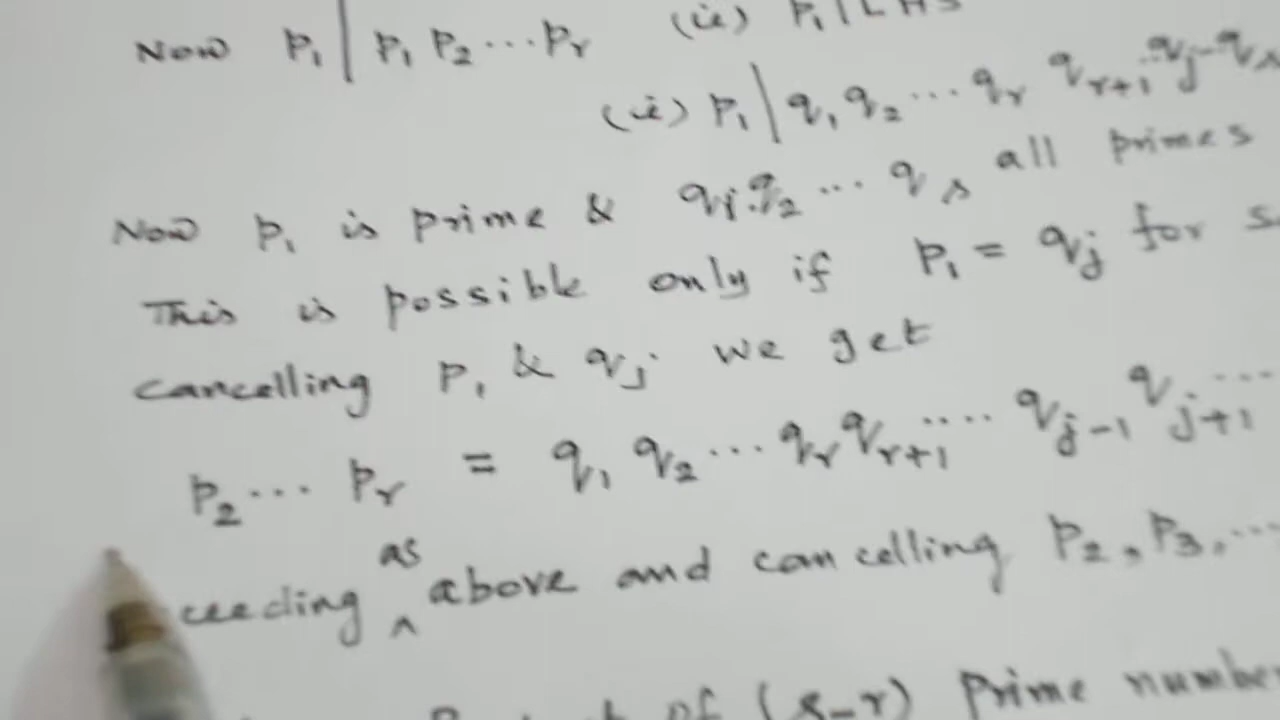 Now p₁ | p₁ p₂ ... pᵣ (ie) p₁ | LHS
(ie) p₁ | q₁ q₂ ... qᵣ qᵣ₊₁ ... qⱼ ... qₛ
Now p₁ is prime & q₁, q₂ ... qₛ all primes
This is possible only if p₁ = qⱼ for
cancelling p₁ & qⱼ we get
p₂ ... pᵣ = q₁ q₂ ... qᵣ qᵣ₊₁ .... qⱼ₋₁ qⱼ₊₁ ...
ceeding as above and cancelling p₂, p₃, ...
of (s-r) prime number